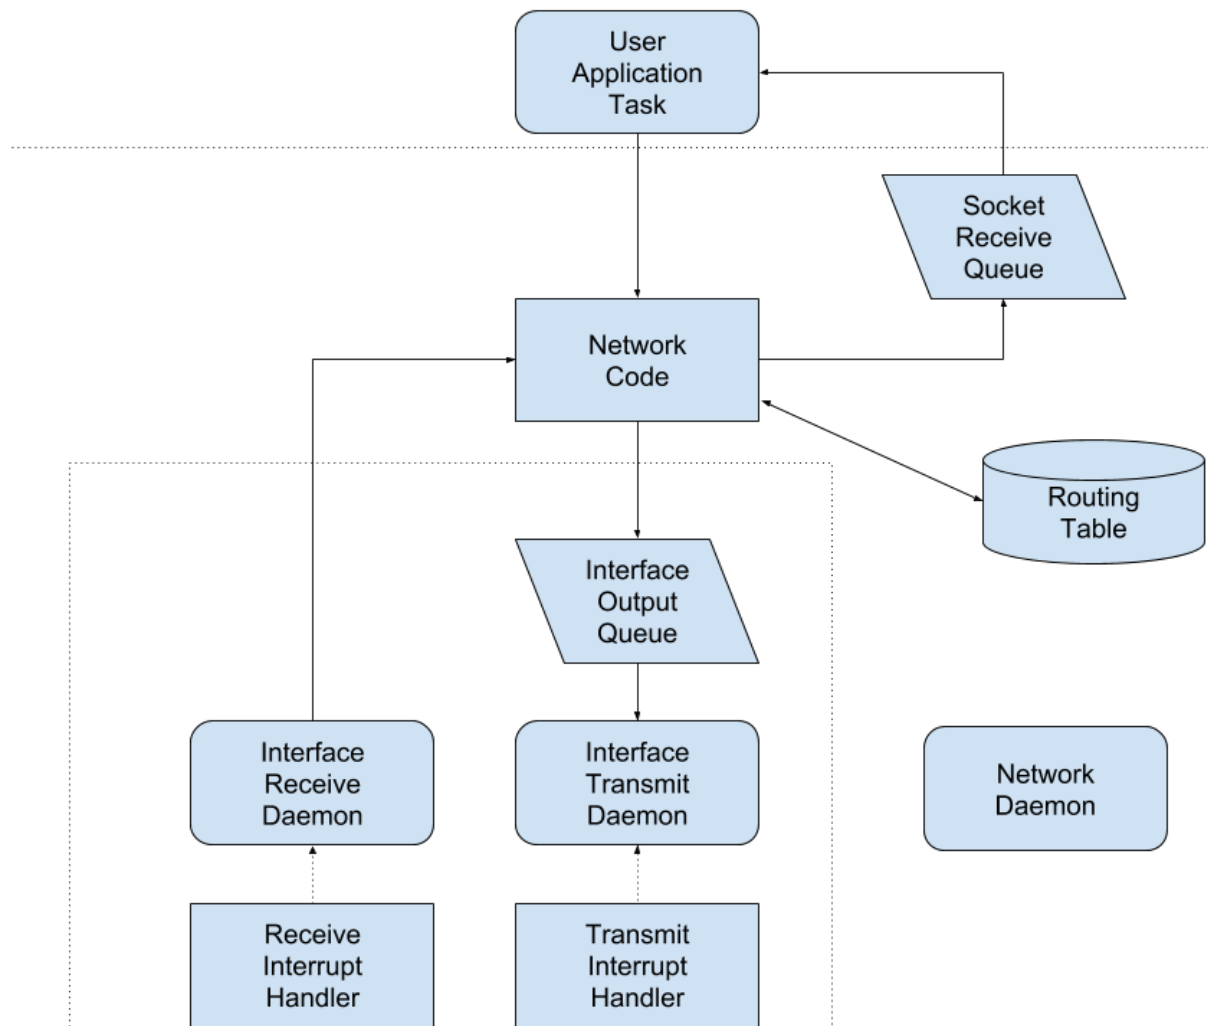 User
Application
Task
Socket
Receive
Queue
Network
Code
Routing
Table
Interface
Output
Queue
Interface
Receive
Daemon
Interface
Transmit
Daemon
Network
Daemon
Receive
Interrupt
Handler
Transmit
Interrupt
Handler